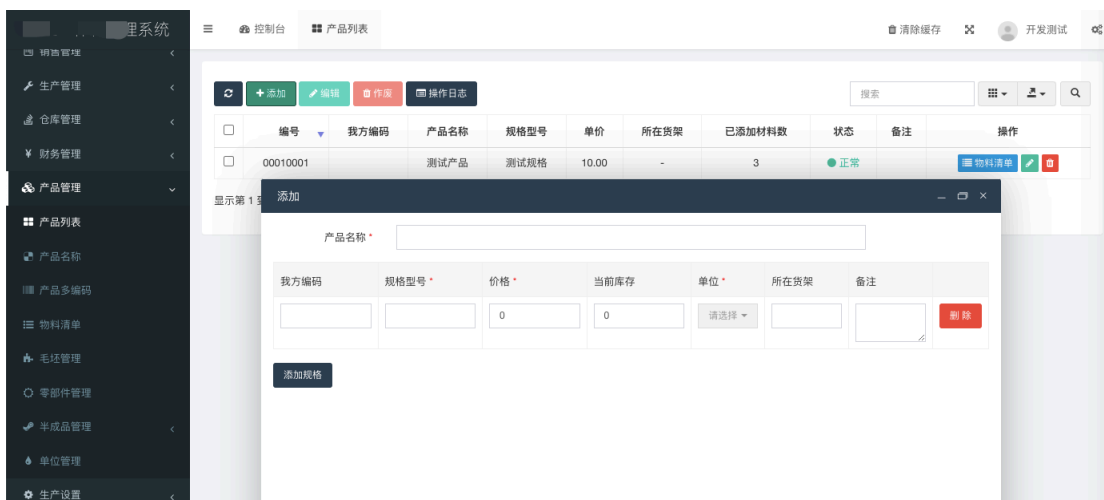 理系统
控制台
产品列表
清除缓存
开发测试
销售管理
生产管理
仓库管理
财务管理
产品管理
产品列表
产品名称
产品多编码
物料清单
毛坯管理
零部件管理
半成品管理
单位管理
生产设置
添加 编辑 作废 操作日志 搜索
编号 我方编码 产品名称 规格型号 单价 所在货架 已添加材料数 状态 备注 操作
00010001 测试产品 测试规格 10.00 - 3 正常 物料清单
显示第 1
添加
产品名称 *
我方编码 规格型号 * 价格 * 当前库存 单位 * 所在货架 备注
0 0 请选择 删除
添加规格